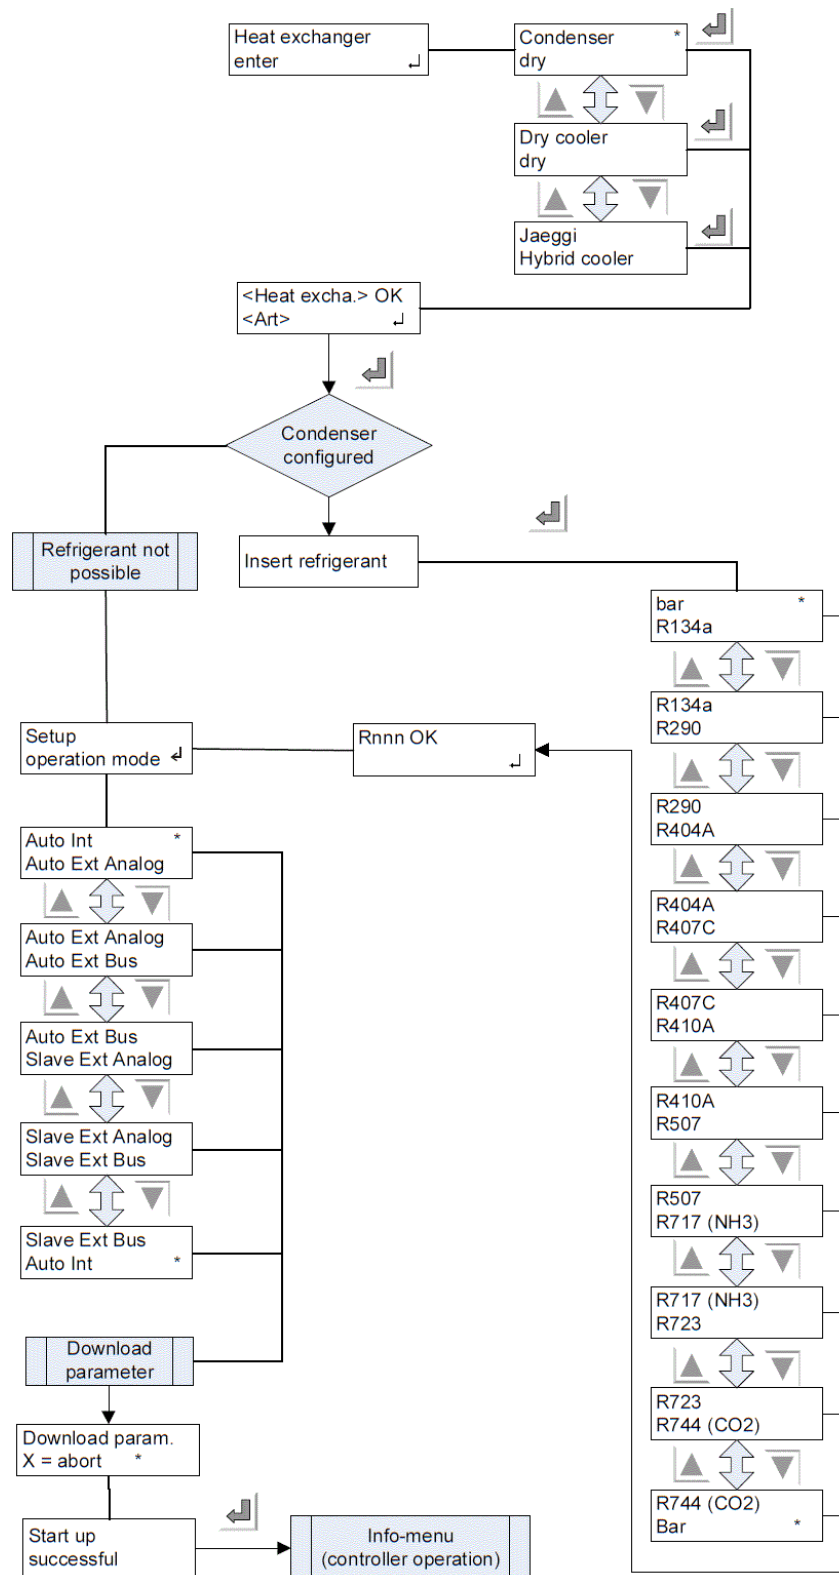 Heat exchanger
enter
Condenser *
dry
Dry cooler
dry
Jaeggi
Hybrid cooler
<Heat excha.> OK
<Art>
Condenser
configured
Refrigerant not
possible
Insert refrigerant
bar *
R134a
R134a
R290
R290
R404A
R404A
R407C
R407C
R410A
R410A
R507
R507
R717 (NH3)
R717 (NH3)
R723
R723
R744 (CO2)
R744 (CO2)
Bar *
Rnnn OK
Setup
operation mode
Auto Int *
Auto Ext Analog
Auto Ext Analog
Auto Ext Bus
Auto Ext Bus
Slave Ext Analog
Slave Ext Analog
Slave Ext Bus
Slave Ext Bus
Auto Int *
Download
parameter
Download param.
X = abort *
Start up
successful
Info-menu
(controller operation)